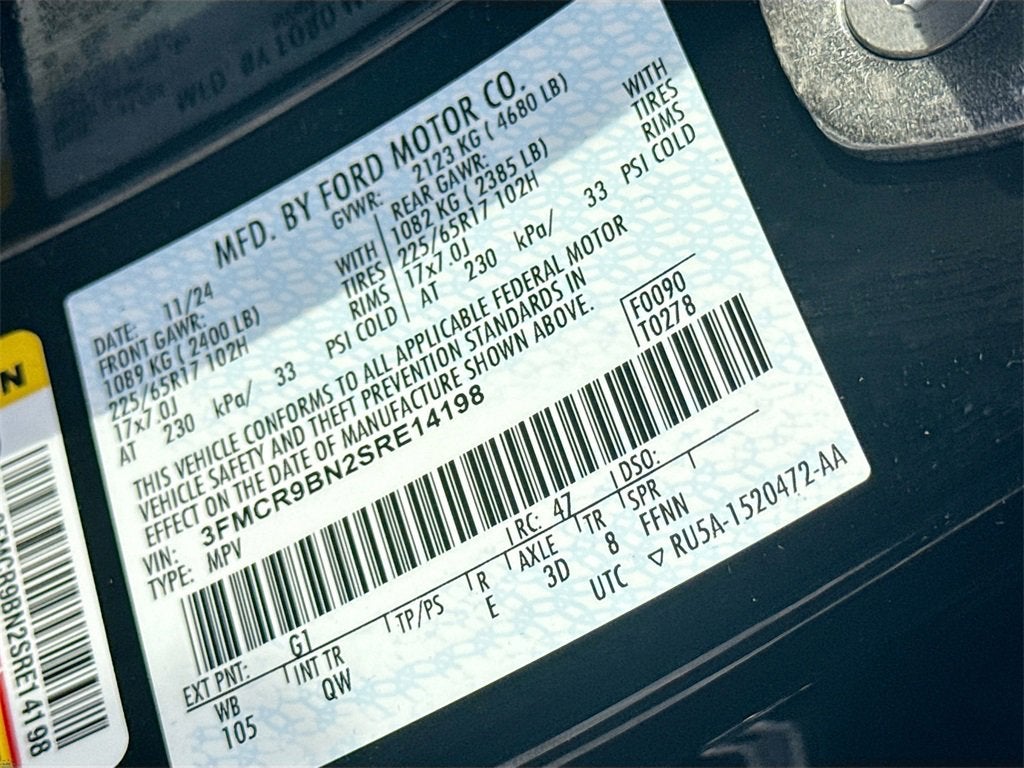 MFD. BY FORD MOTOR CO.
DATE: 11/24 GVWR: 2123 KG ( 4680 LB)
FRONT GAWR: REAR GAWR:
1089 KG ( 2400 LB) WITH 1082 KG ( 2385 LB) WITH
225/65R17 102H TIRES 225/65R17 102H TIRES
17x7.0J RIMS 17x7.0J RIMS
AT 230 kPa/ 33 PSI COLD AT 230 kPa/ 33 PSI COLD
THIS VEHICLE CONFORMS TO ALL APPLICABLE FEDERAL MOTOR
VEHICLE SAFETY AND THEFT PREVENTION STANDARDS IN
EFFECT ON THE DATE OF MANUFACTURE SHOWN ABOVE.
VIN: 3FMCR9BN2SRE14198 F0090
TYPE: MPV T0278
EXT PNT: G1 RC: 47 DSO:
WB INT TR TP/PS R AXLE TR SPR
105 QW E 3D 8 FFNN
UTC ▽ RU5A-1520472-AA
N
3FMCR9BN2SRE14198